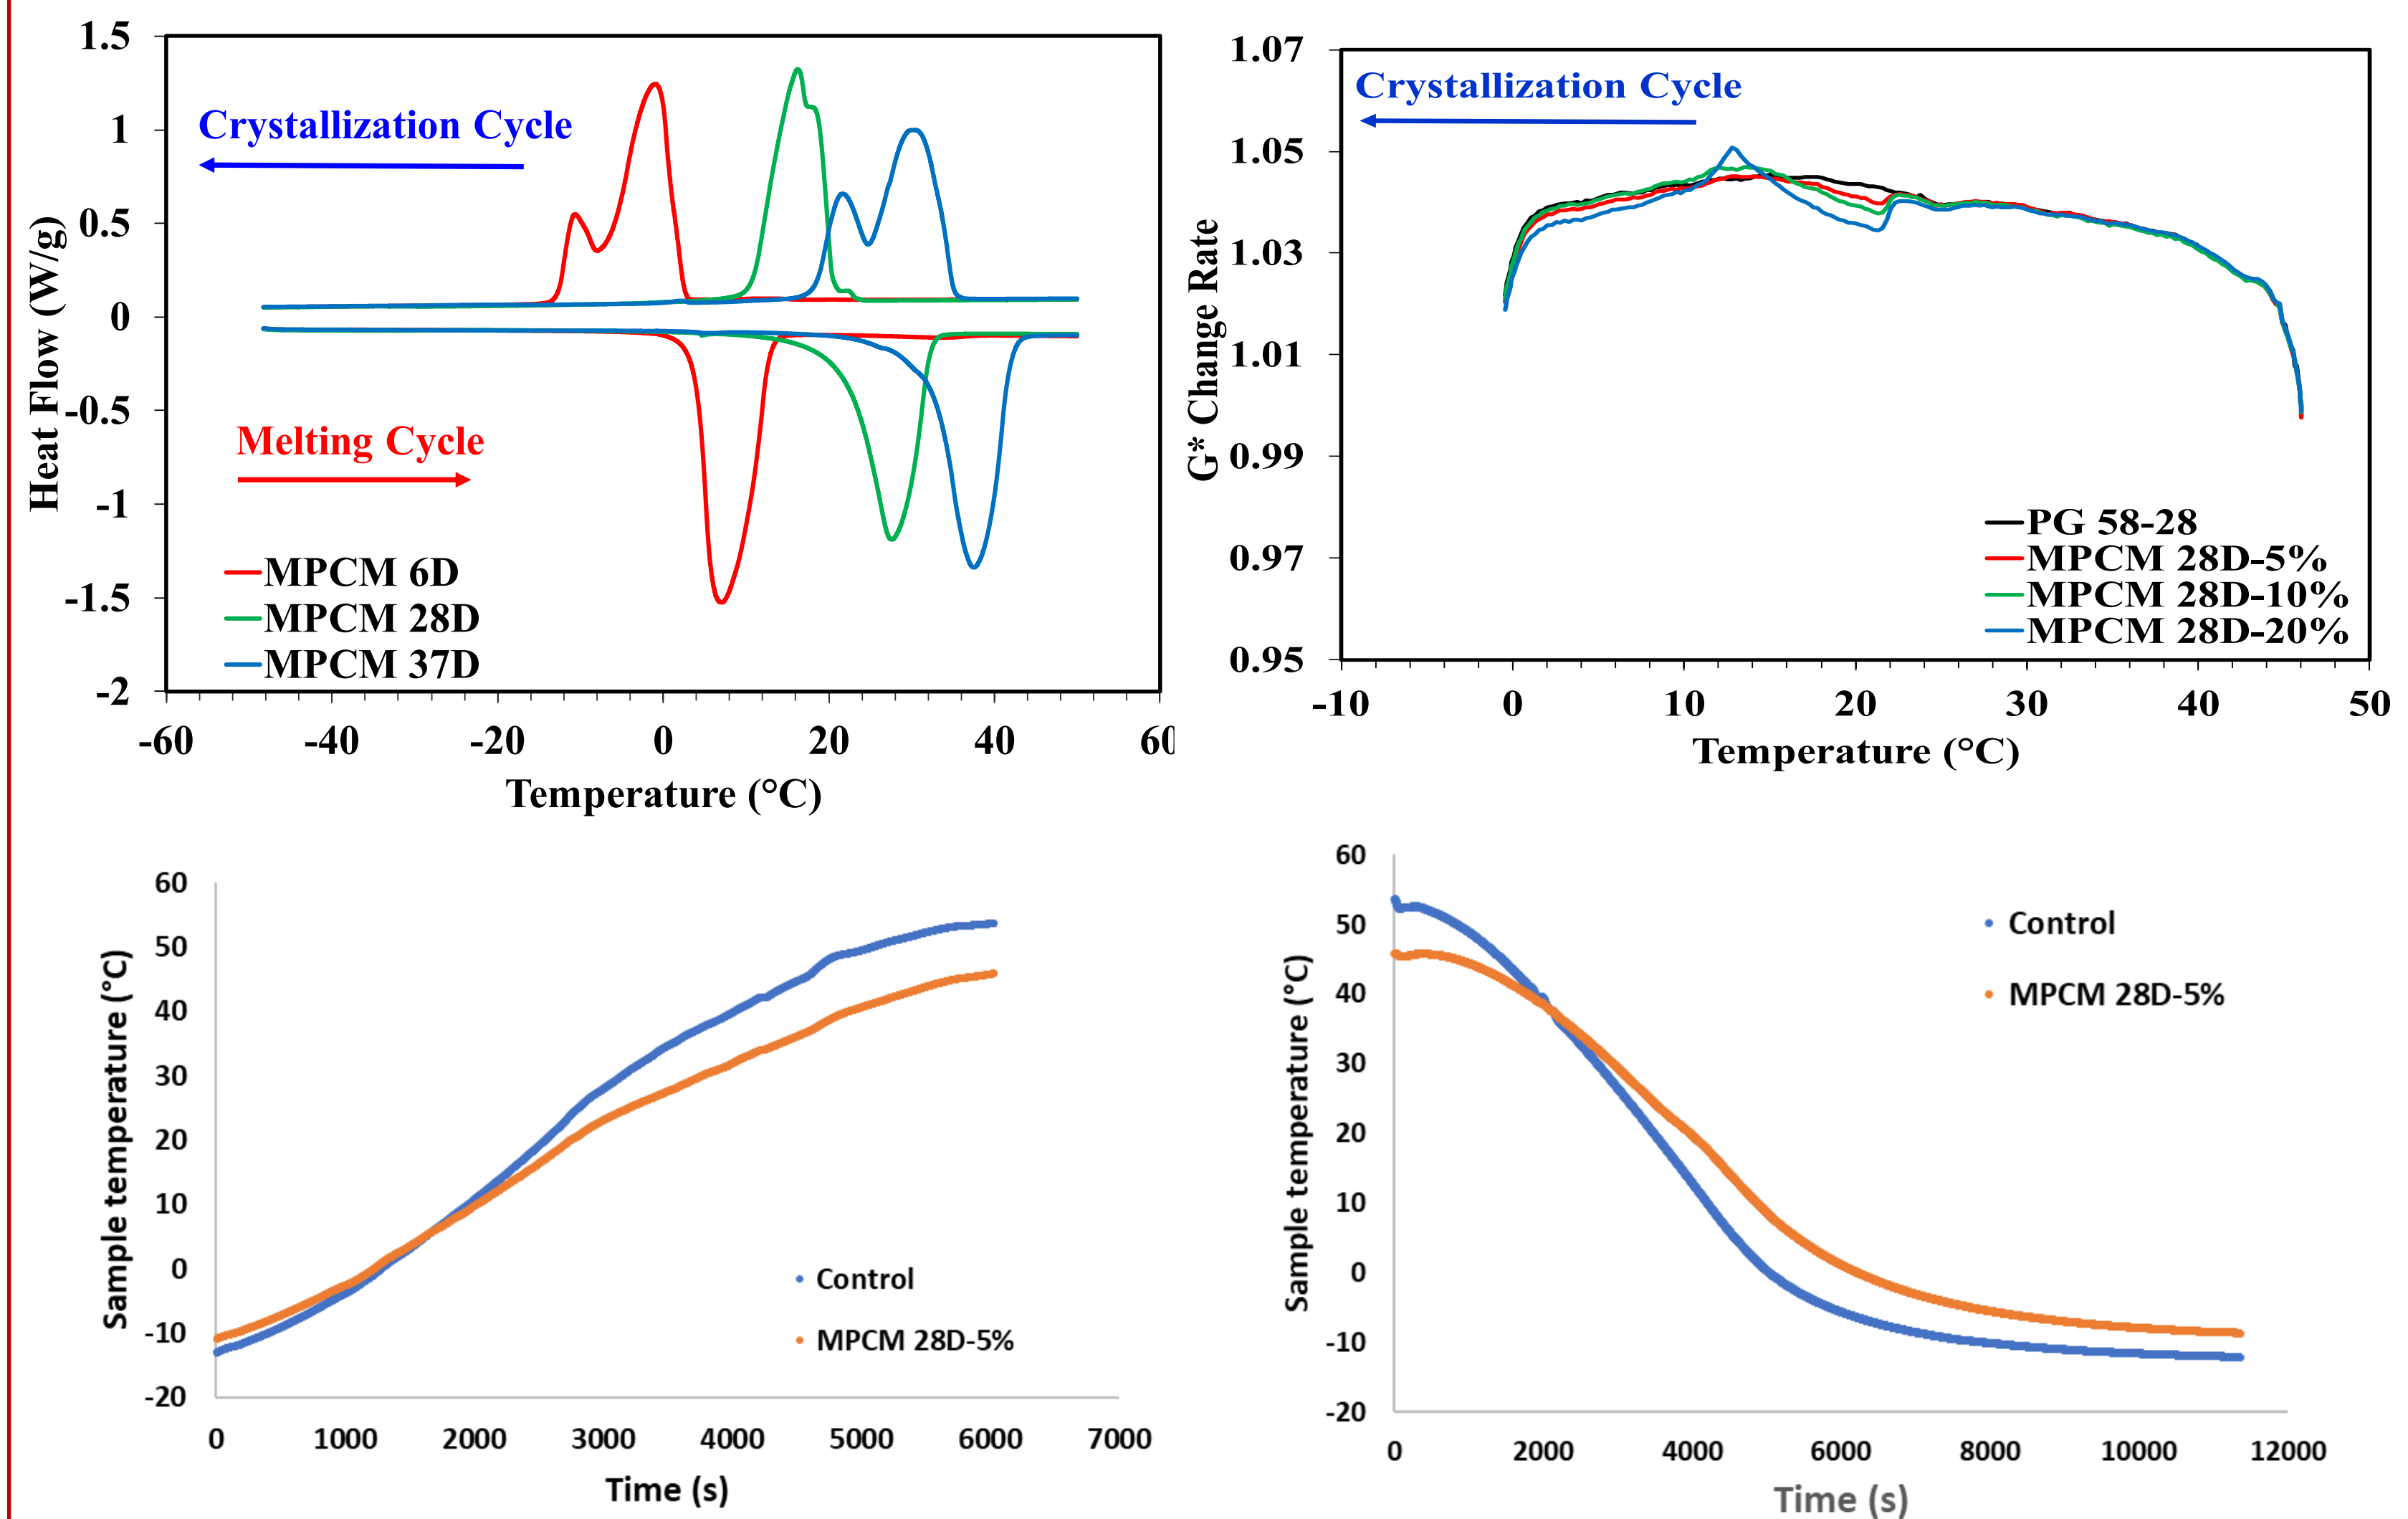 1.5
1
0.5
0
-0.5
-1
-1.5
-2
Heat Flow (W/g)
Crystallization Cycle
Melting Cycle
MPCM 6D
MPCM 28D
MPCM 37D
-60 -40 -20 0 20 40 60
Temperature (°C)
1.07
1.05
1.03
1.01
0.99
0.97
0.95
G* Change Rate
Crystallization Cycle
PG 58-28
MPCM 28D-5%
MPCM 28D-10%
MPCM 28D-20%
-10 0 10 20 30 40 50
Temperature (°C)
60
50
40
30
20
10
0
-10
-20
Sample temperature (°C)
Control
MPCM 28D-5%
0 1000 2000 3000 4000 5000 6000 7000
Time (s)
60
50
40
30
20
10
0
-10
-20
Sample temperature (°C)
Control
MPCM 28D-5%
0 2000 4000 6000 8000 10000 12000
Time (s)